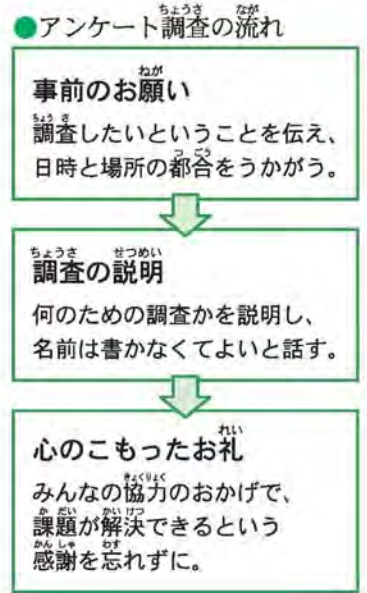 ●アンケート調査の流れ
事前のお願い
調査したいということを伝え、
日時と場所の都合をうかがう。
調査の説明
何のための調査かを説明し、
名前は書かなくてよいと話す。
心のこもったお礼
みんなの協力のおかげで、
課題が解決できるという
感謝を忘れずに。